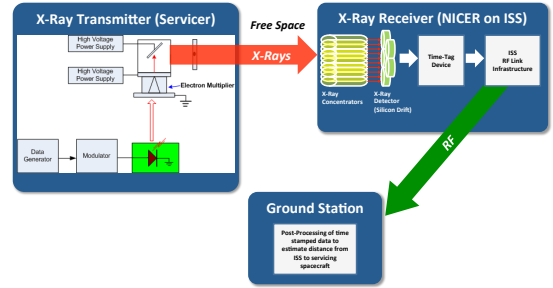 X-Ray Transmitter (Servicer)
High Voltage
Power Supply
High Voltage
Power Supply
Electron Multiplier
Data
Generator
Modulator
Free Space
X-Rays
X-Ray Receiver (NICER on ISS)
X-Ray
Concentrators
X-Ray
Detector
(Silicon Drift)
Time-Tag
Device
ISS
RF Link
Infrastructure
RF
Ground Station
Post-Processing of time
stamped data to
estimate distance from
ISS to servicing
spacecraft